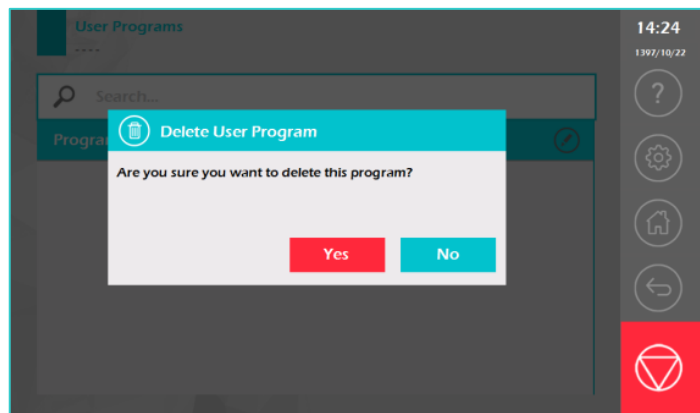 User Programs
----
14:24
1397/10/22
Search...
Progra
Delete User Program
Are you sure you want to delete this program?
Yes
No
?